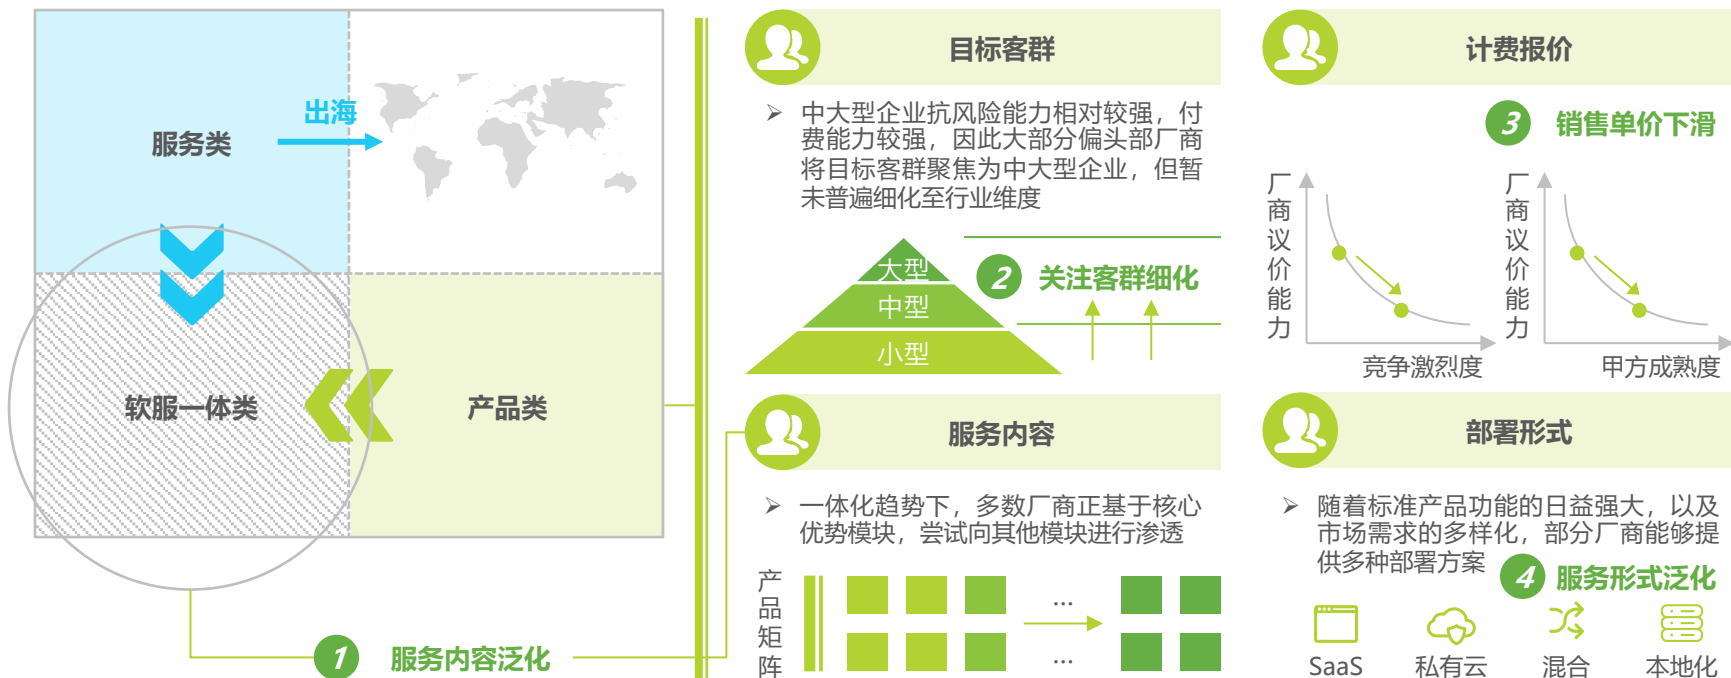 服务类
出海
软服一体类
产品类
1 服务内容泛化
目标客群
➢ 中大型企业抗风险能力相对较强，付
费能力较强，因此大部分偏头部厂商
将目标客群聚焦为中大型企业，但暂
未普遍细化至行业维度
大型
中型
小型
2 关注客群细化
服务内容
➢ 一体化趋势下，多数厂商正基于核心
优势模块，尝试向其他模块进行渗透
产品矩阵
...
...
计费报价
3 销售单价下滑
厂商议价能力
竞争激烈度
厂商议价能力
甲方成熟度
部署形式
➢ 随着标准产品功能的日益强大，以及
市场需求的多样化，部分厂商能够提
供多种部署方案
4 服务形式泛化
SaaS
私有云
混合
本地化